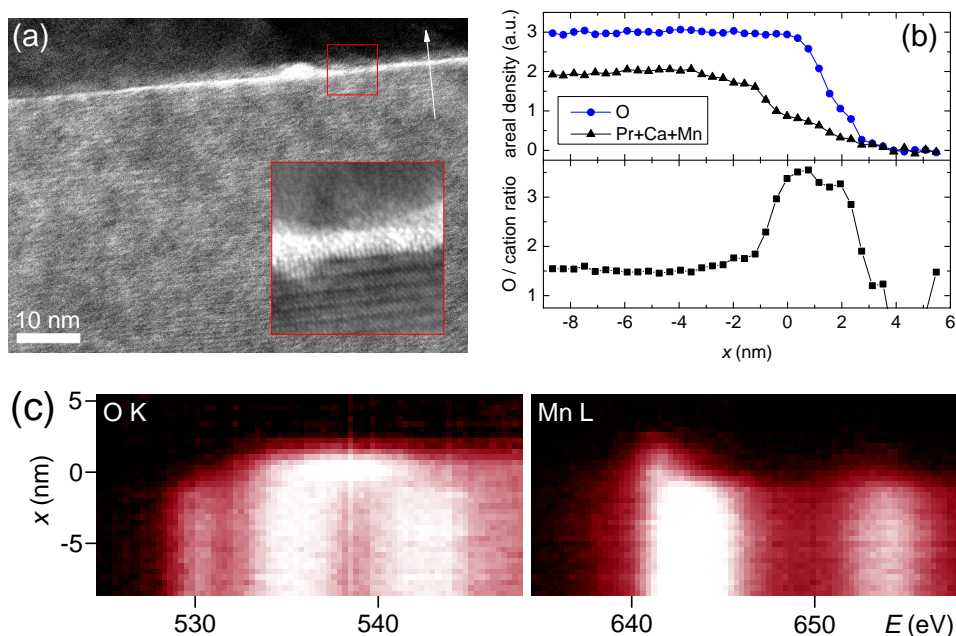 (a)
10 nm
(b)
areal density (a.u.)
3
2
1
0
O
Pr+Ca+Mn
O / cation ratio
3
2
1
-8 -6 -4 -2 0 2 4 6
x (nm)
(c)
O K
Mn L
x (nm)
5
0
-5
530 540
640 650 E (eV)